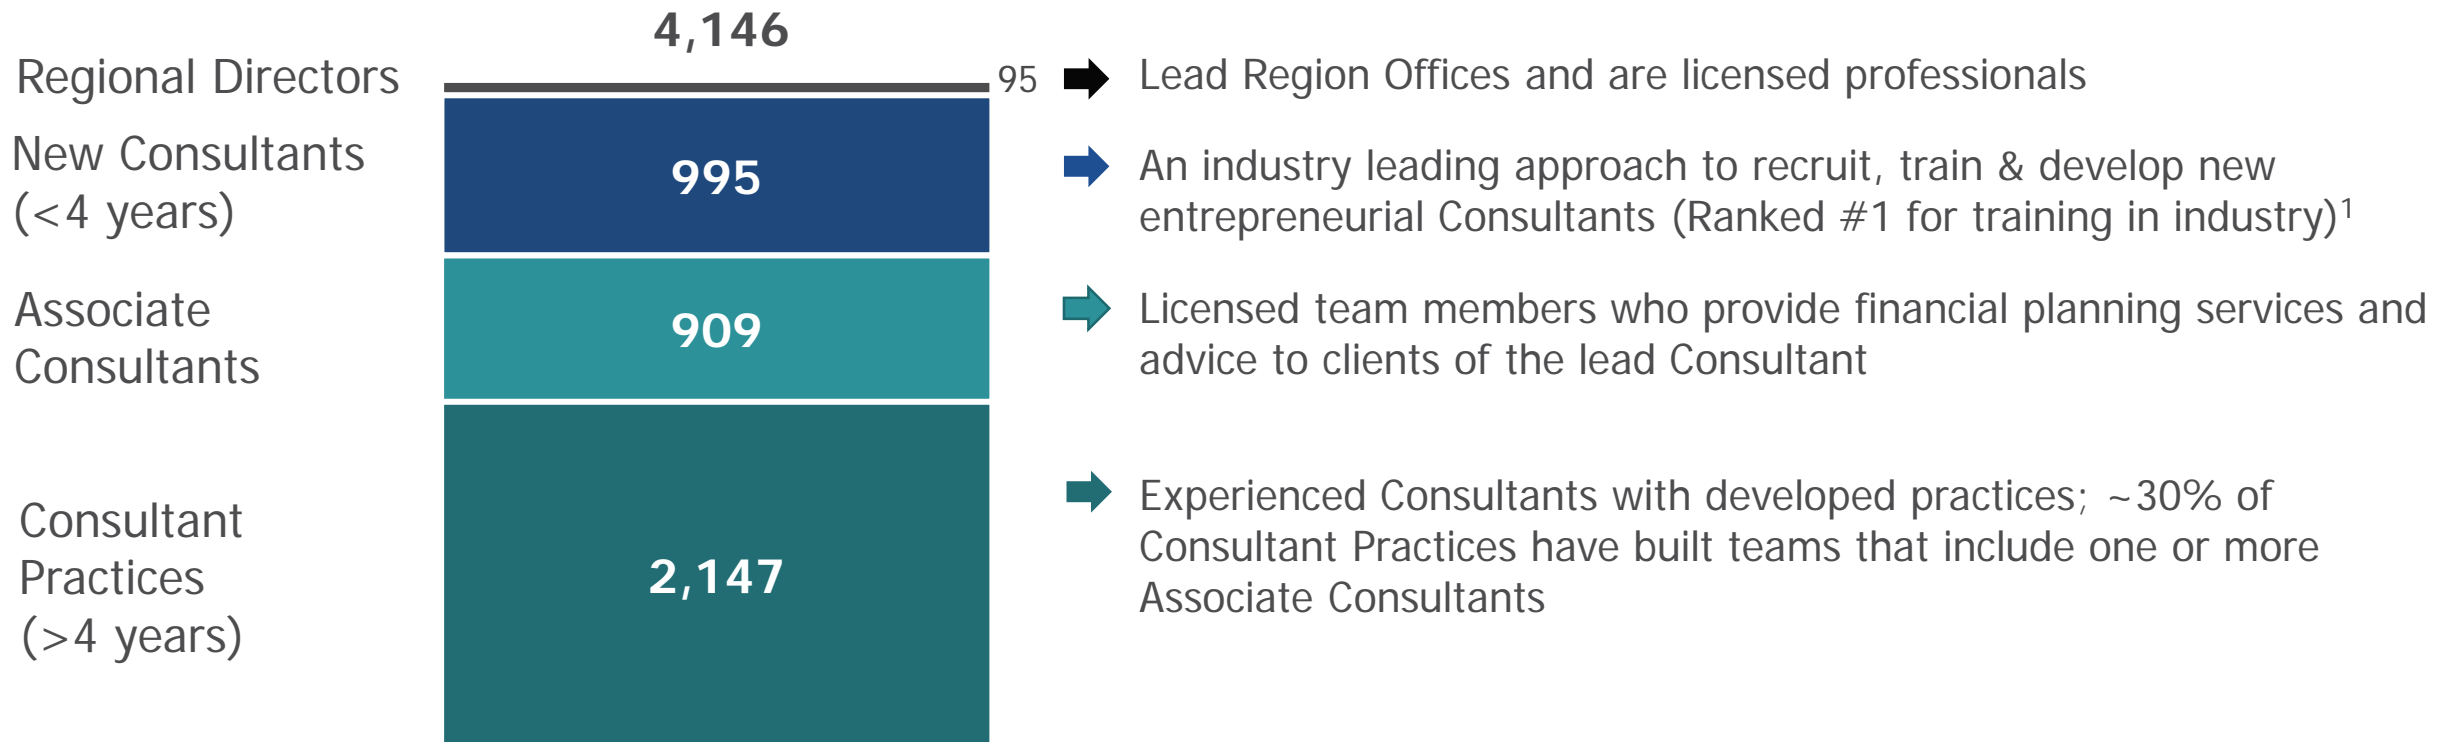 4,146
Regional Directors
95
Lead Region Offices and are licensed professionals
New Consultants
(<4 years)
995
An industry leading approach to recruit, train & develop new
entrepreneurial Consultants (Ranked #1 for training in industry)¹
Associate
Consultants
909
Licensed team members who provide financial planning services and
advice to clients of the lead Consultant
Consultant
Practices
(>4 years)
2,147
Experienced Consultants with developed practices; ~30% of
Consultant Practices have built teams that include one or more
Associate Consultants